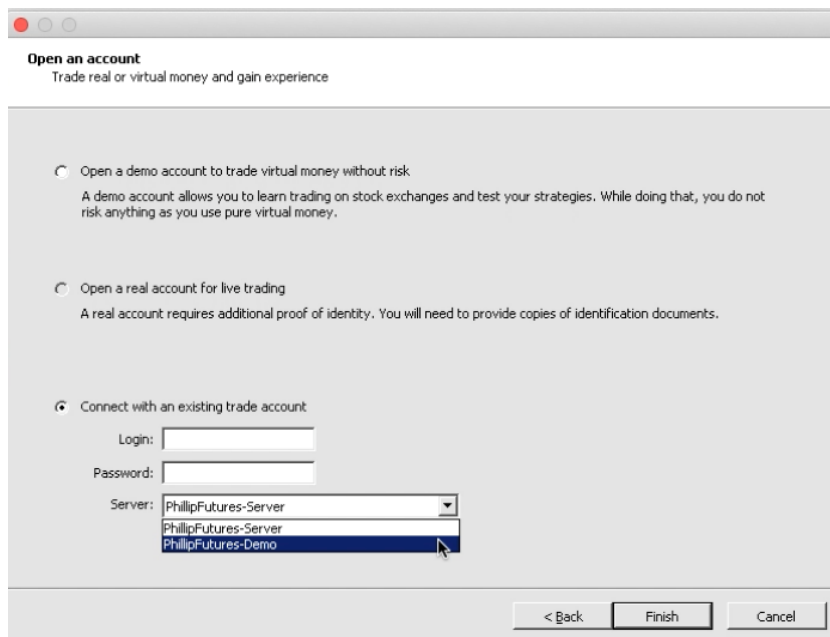 Open an account
Trade real or virtual money and gain experience
Open a demo account to trade virtual money without risk
A demo account allows you to learn trading on stock exchanges and test your strategies. While doing that, you do not
risk anything as you use pure virtual money.
Open a real account for live trading
A real account requires additional proof of identity. You will need to provide copies of identification documents.
Connect with an existing trade account
Login:
Password:
Server: PhillipFutures-Server
PhillipFutures-Server
PhillipFutures-Demo
< Back Finish Cancel